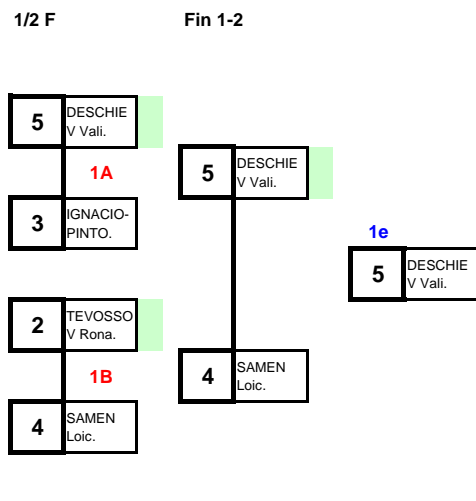 1/2 F
Fin 1-2
5
DESCHIE
V Vali.
1A
3
IGNACIO-
PINTO.
2
TEVOSSO
V Rona.
1B
4
SAMEN
Loic.
5
DESCHIE
V Vali.
4
SAMEN
Loic.
1e
5
DESCHIE
V Vali.